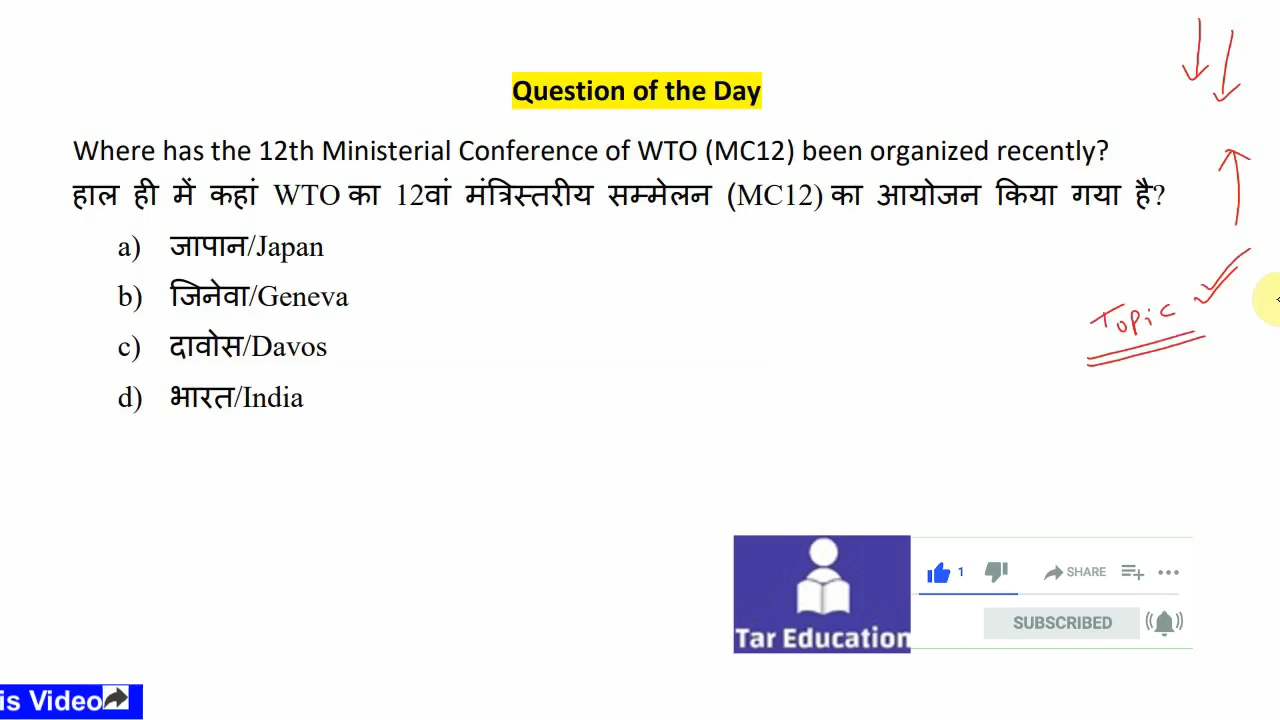 Question of the Day
Where has the 12th Ministerial Conference of WTO (MC12) been organized recently?
हाल ही में कहां WTO का 12वां मंत्रिस्तरीय सम्मेलन (MC12) का आयोजन किया गया है?
a) जापान/Japan
b) जिनेवा/Geneva
Topic
c) दावोस/Davos
d) भारत/India
1 SHARE
SUBSCRIBED
Tar Education
is Video